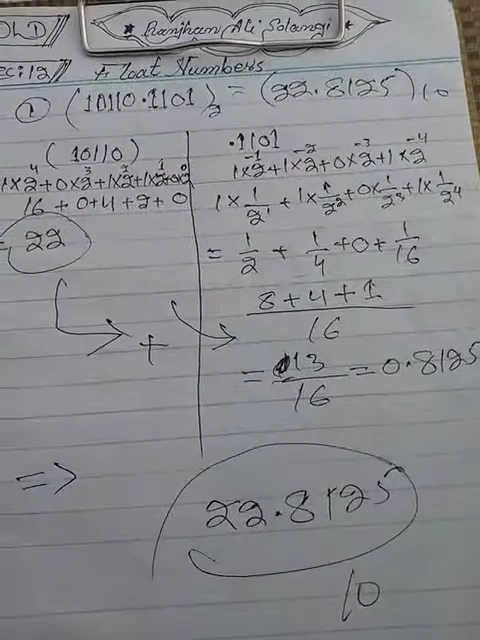 OLD
★ Ranjhan Ali Solangi ★
EC:12 Float Numbers
① (10110.1101)₂ = (22.8125)10
(10110)
1×2⁴+0×2³+1×2²+1×2¹+0×2⁰
16 + 0+4+2+0
= 22
.1101
1×2⁻¹+1×2⁻²+0×2⁻³+1×2⁻⁴
1×1/2¹ + 1×1/2² +0×1/2³+1×1/2⁴
= 1/2 + 1/4 +0+ 1/16
8+4+1
16
= 13/16 = 0.8125
+
=> 22.8125
10